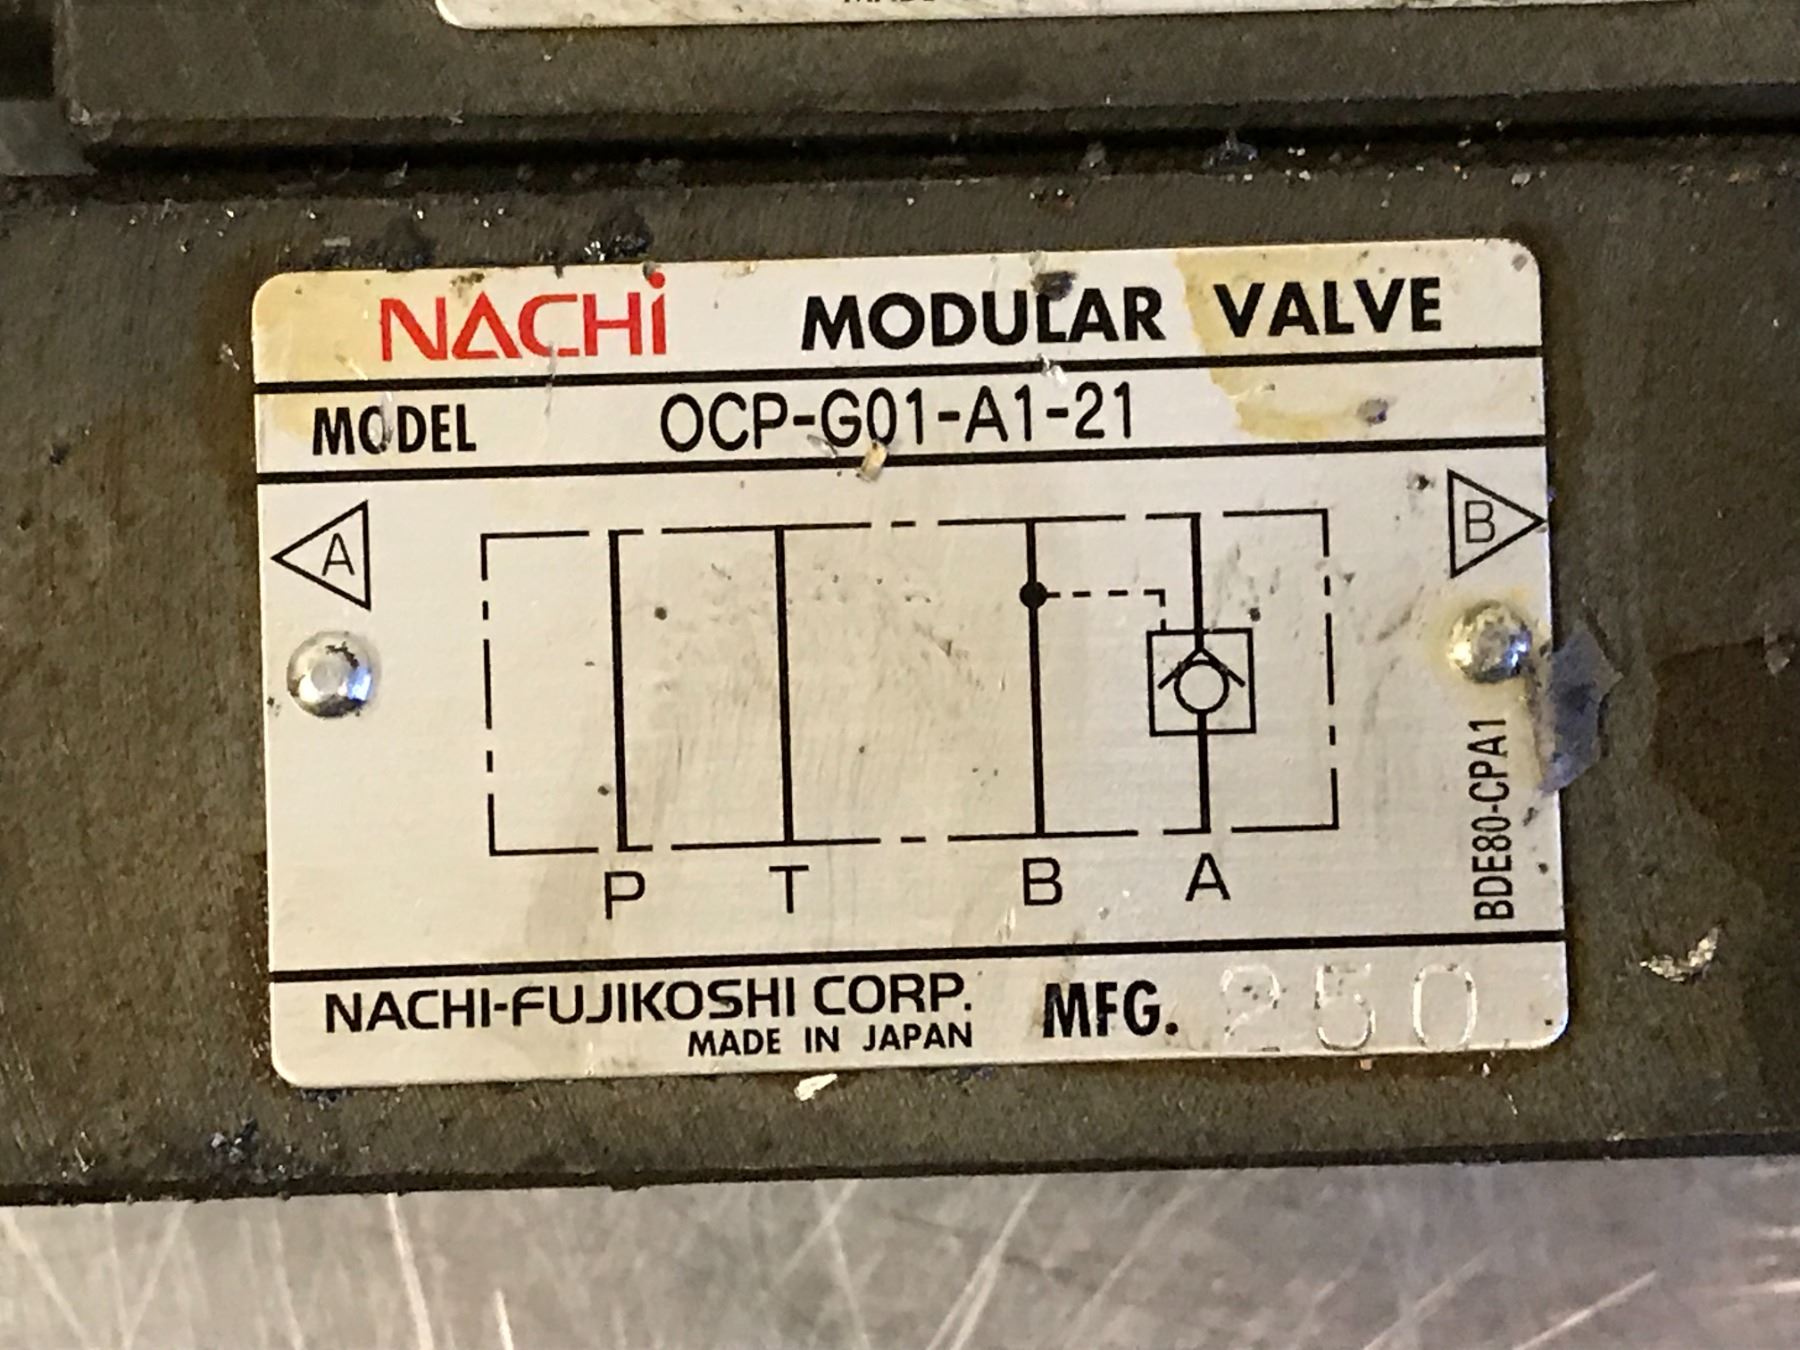 NACHi MODULAR VALVE
MODEL OCP-G01-A1-21
A
B
P T B A
BDE80-CPA1
NACHI-FUJIKOSHI CORP. MFG. 250
MADE IN JAPAN